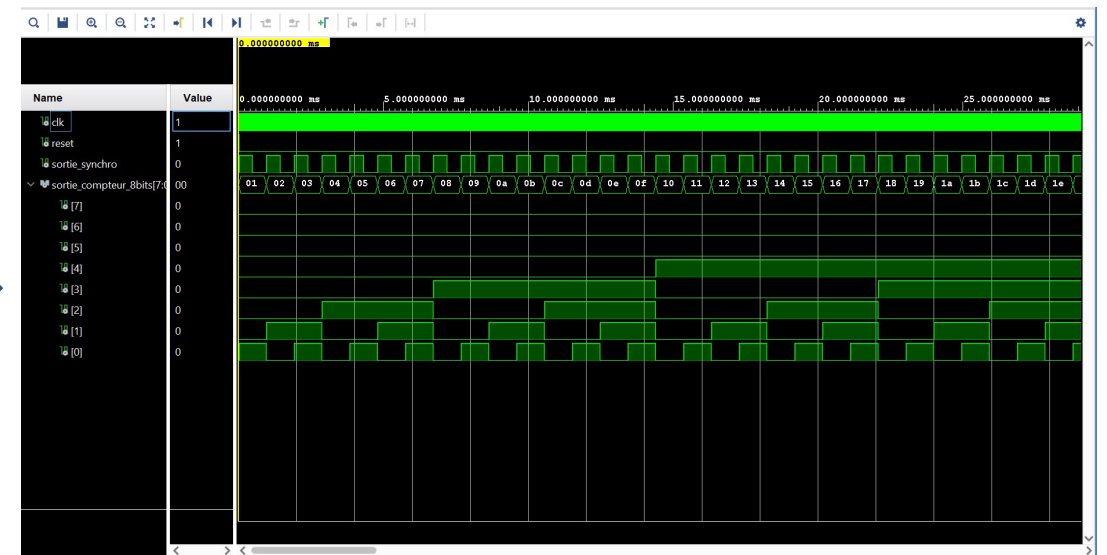 0.000000000 ms
Name Value 0.000000000 ms 5.000000000 ms 10.000000000 ms 15.000000000 ms 20.000000000 ms 25.000000000 ms
clk 1
reset 1
sortie_synchro 0
sortie_compteur_8bits[7:0 00 01 02 03 04 05 06 07 08 09 0a 0b 0c 0d 0e 0f 10 11 12 13 14 15 16 17 18 19 1a 1b 1c 1d 1e
[7] 0
[6] 0
[5] 0
[4] 0
[3] 0
[2] 0
[1] 0
[0] 0